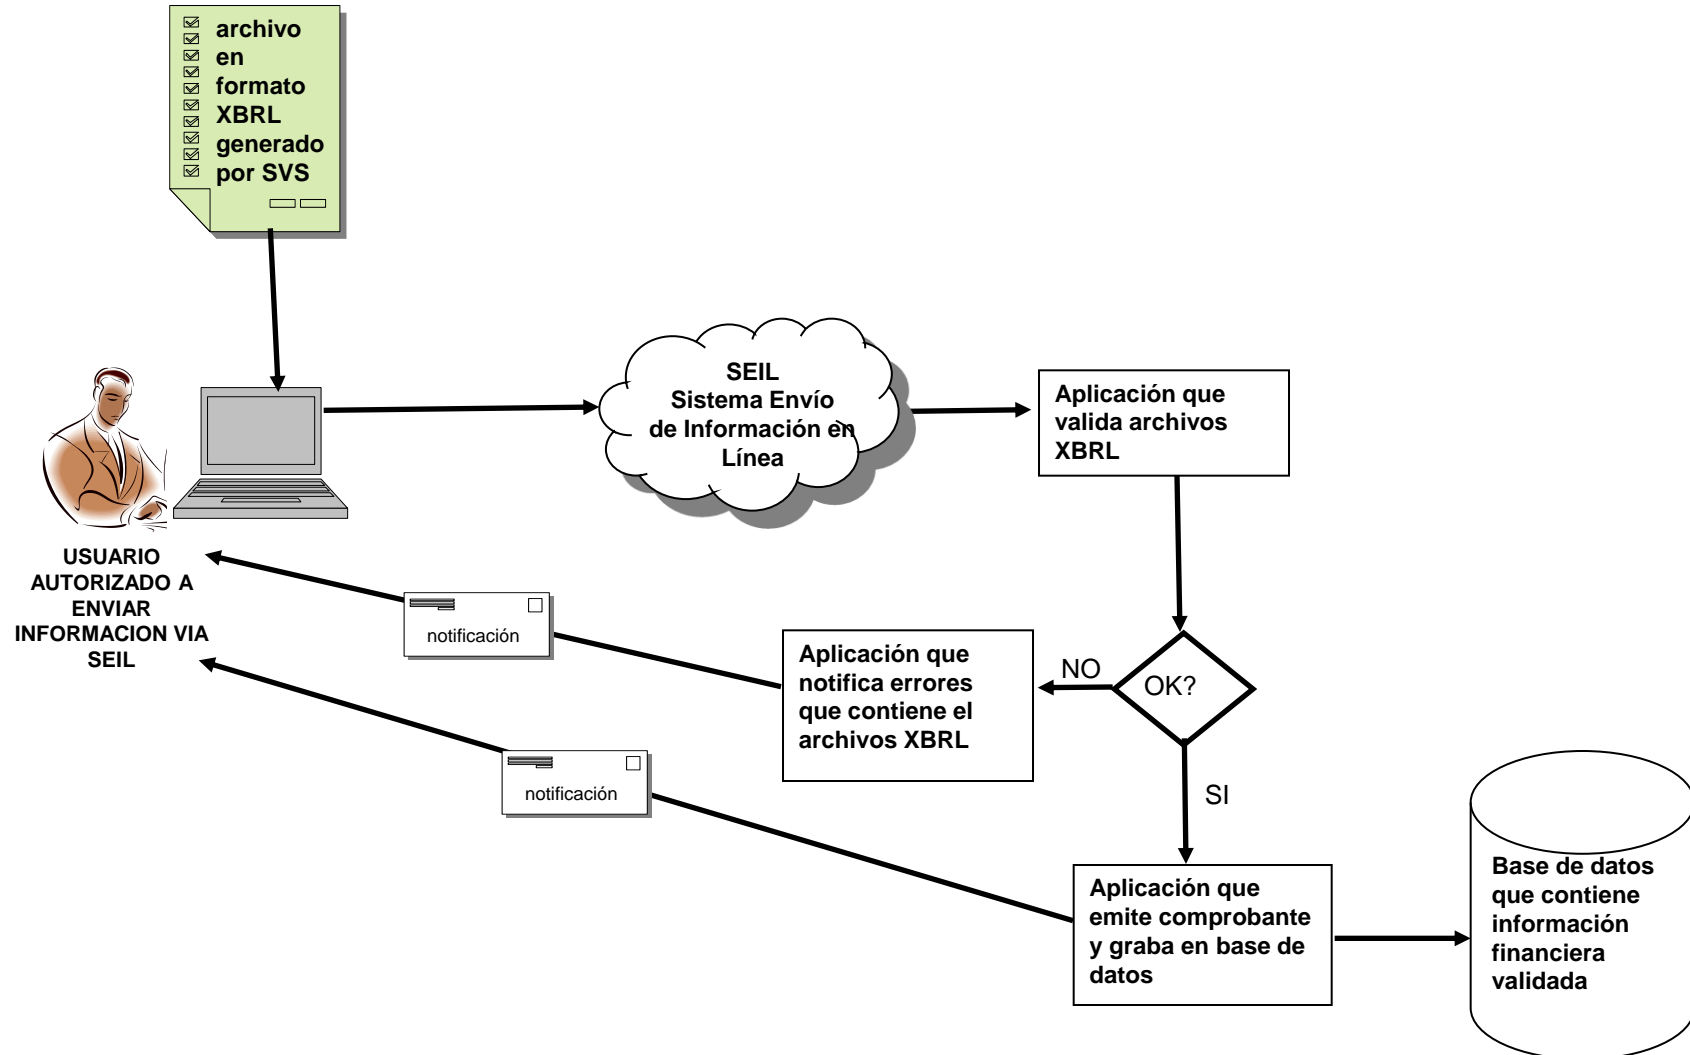 archivo
en
formato
XBRL
generado
por SVS
SEIL
Sistema Envío
de Información en
Línea
Aplicación que
valida archivos
XBRL
USUARIO
AUTORIZADO A
ENVIAR
INFORMACION VIA
SEIL
notificación
Aplicación que
notifica errores
que contiene el
archivos XBRL
NO
OK?
notificación
SI
Aplicación que
emite comprobante
y graba en base de
datos
Base de datos
que contiene
información
financiera
validada